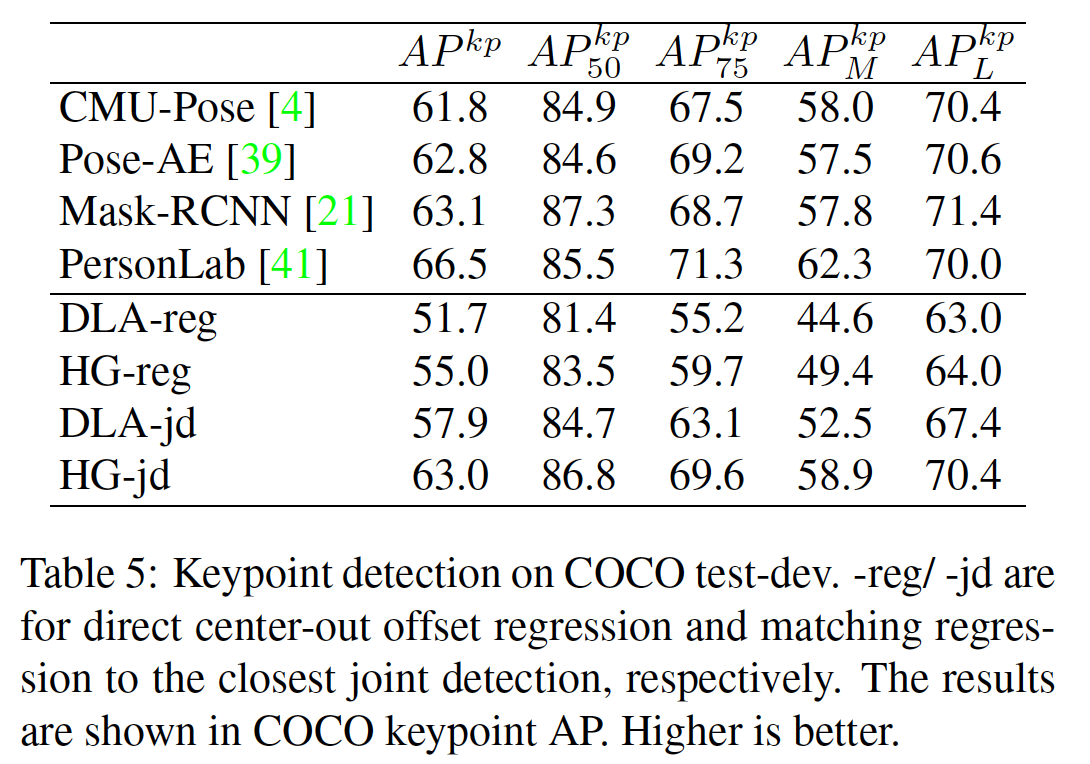 AP^{kp} AP^{kp}_{50} AP^{kp}_{75} AP^{kp}_{M} AP^{kp}_{L}
CMU-Pose [4] 61.8 84.9 67.5 58.0 70.4
Pose-AE [39] 62.8 84.6 69.2 57.5 70.6
Mask-RCNN [21] 63.1 87.3 68.7 57.8 71.4
PersonLab [41] 66.5 85.5 71.3 62.3 70.0
DLA-reg 51.7 81.4 55.2 44.6 63.0
HG-reg 55.0 83.5 59.7 49.4 64.0
DLA-jd 57.9 84.7 63.1 52.5 67.4
HG-jd 63.0 86.8 69.6 58.9 70.4
Table 5: Keypoint detection on COCO test-dev. -reg/ -jd are
for direct center-out offset regression and matching regres-
sion to the closest joint detection, respectively. The results
are shown in COCO keypoint AP. Higher is better.